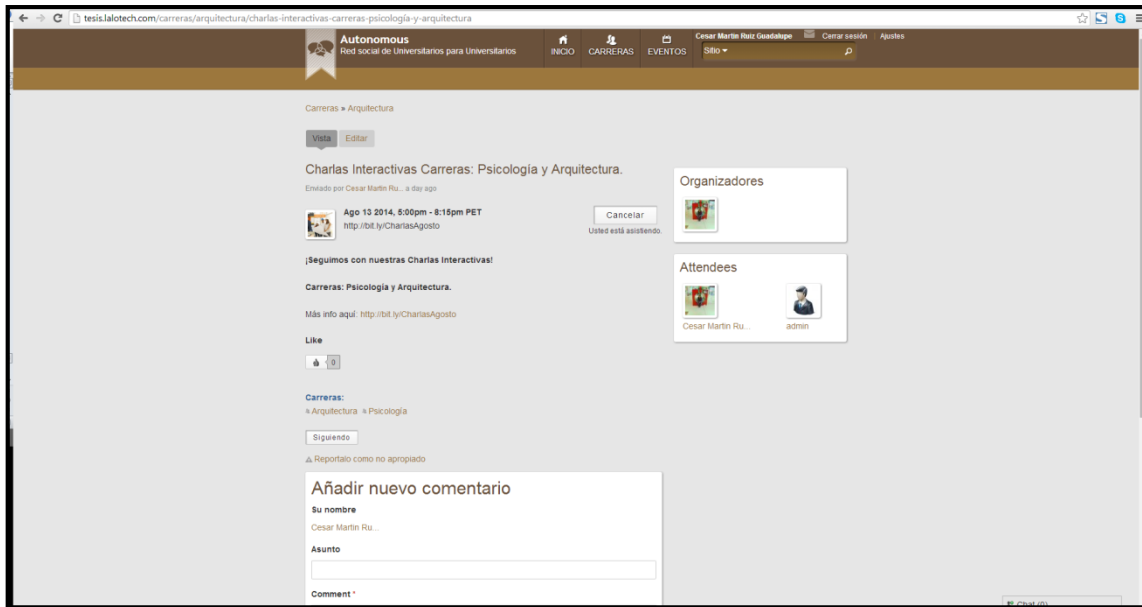 tesis.lalotech.com/carreras/arquitectura/charlas-interactivas-carreras-psicología-y-arquitectura
Autonomous
Red social de Universitarios para Universitarios
INICIO
CARRERAS
EVENTOS
Cesar Martin Ruiz Guadalupe
Cerrar sesión
Ajustes
Sitio
Carreras » Arquitectura
Vista
Editar
Charlas Interactivas Carreras: Psicología y Arquitectura.
Enviado por Cesar Martin Ru... a day ago
Ago 13 2014, 5:00pm - 8:15pm PET
http://bit.ly/CharlasAgosto
Cancelar
Usted está asistiendo.
¡Seguimos con nuestras Charlas Interactivas!
Carreras: Psicología y Arquitectura.
Más info aquí: http://bit.ly/CharlasAgosto
Like
0
Carreras:
Arquitectura
Psicología
Siguiendo
Reportalo como no apropiado
Organizadores
Attendees
Cesar Martin Ru...
admin
Añadir nuevo comentario
Su nombre
Cesar Martin Ru...
Asunto
Comment *
Chat (0)